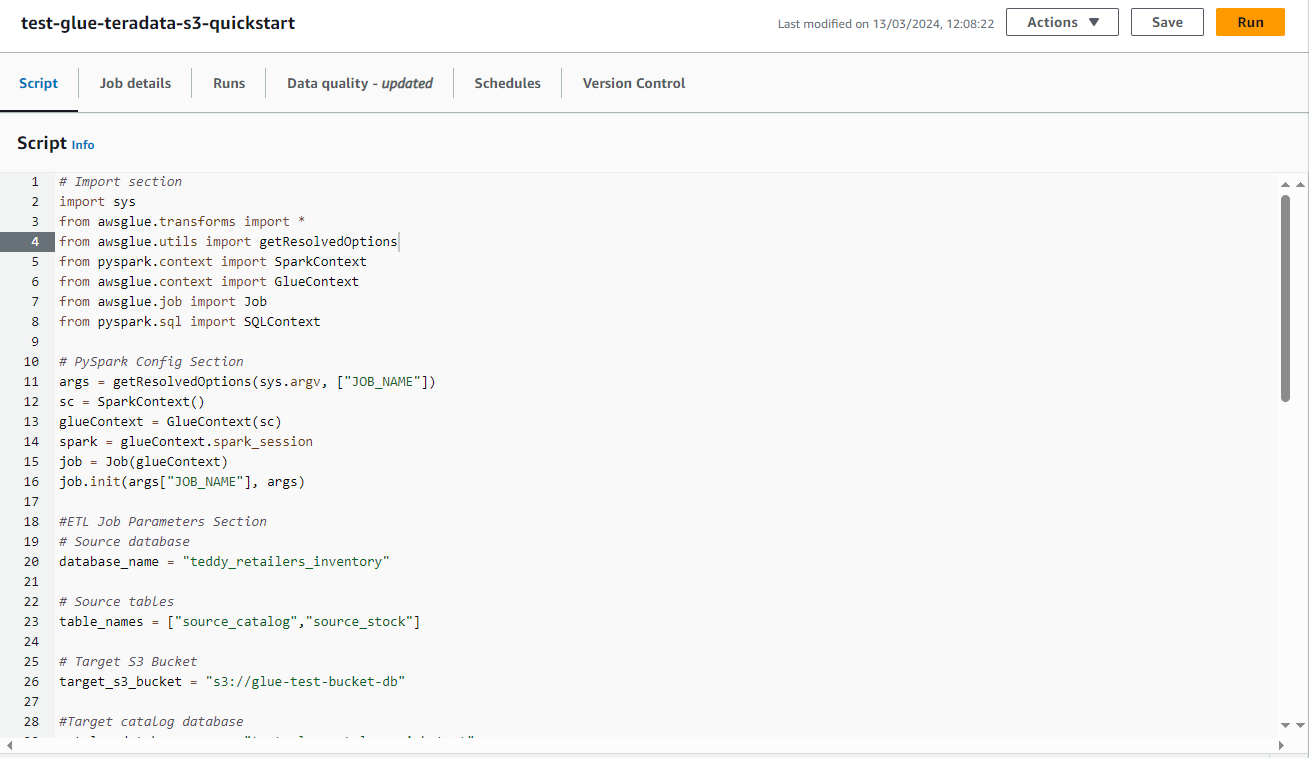 test-glue-teradata-s3-quickstart
Last modified on 13/03/2024, 12:08:22
Actions
Save
Run
Script
Job details
Runs
Data quality - updated
Schedules
Version Control
Script Info
1 # Import section
2 import sys
3 from awsglue.transforms import *
4 from awsglue.utils import getResolvedOptions
5 from pyspark.context import SparkContext
6 from awsglue.context import GlueContext
7 from awsglue.job import Job
8 from pyspark.sql import SQLContext
9
10 # PySpark Config Section
11 args = getResolvedOptions(sys.argv, ["JOB_NAME"])
12 sc = SparkContext()
13 glueContext = GlueContext(sc)
14 spark = glueContext.spark_session
15 job = Job(glueContext)
16 job.init(args["JOB_NAME"], args)
17
18 #ETL Job Parameters Section
19 # Source database
20 database_name = "teddy_retailers_inventory"
21
22 # Source tables
23 table_names = ["source_catalog","source_stock"]
24
25 # Target S3 Bucket
26 target_s3_bucket = "s3://glue-test-bucket-db"
27
28 #Target catalog database